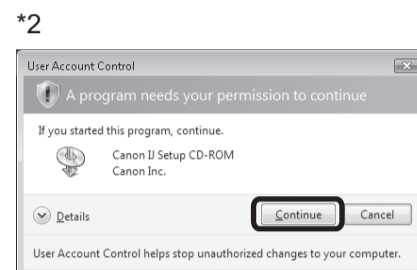 *2
User Account Control
A program needs your permission to continue
If you started this program, continue.
Canon IJ Setup CD-ROM
Canon Inc.
Details
Continue
Cancel
User Account Control helps stop unauthorized changes to your computer.